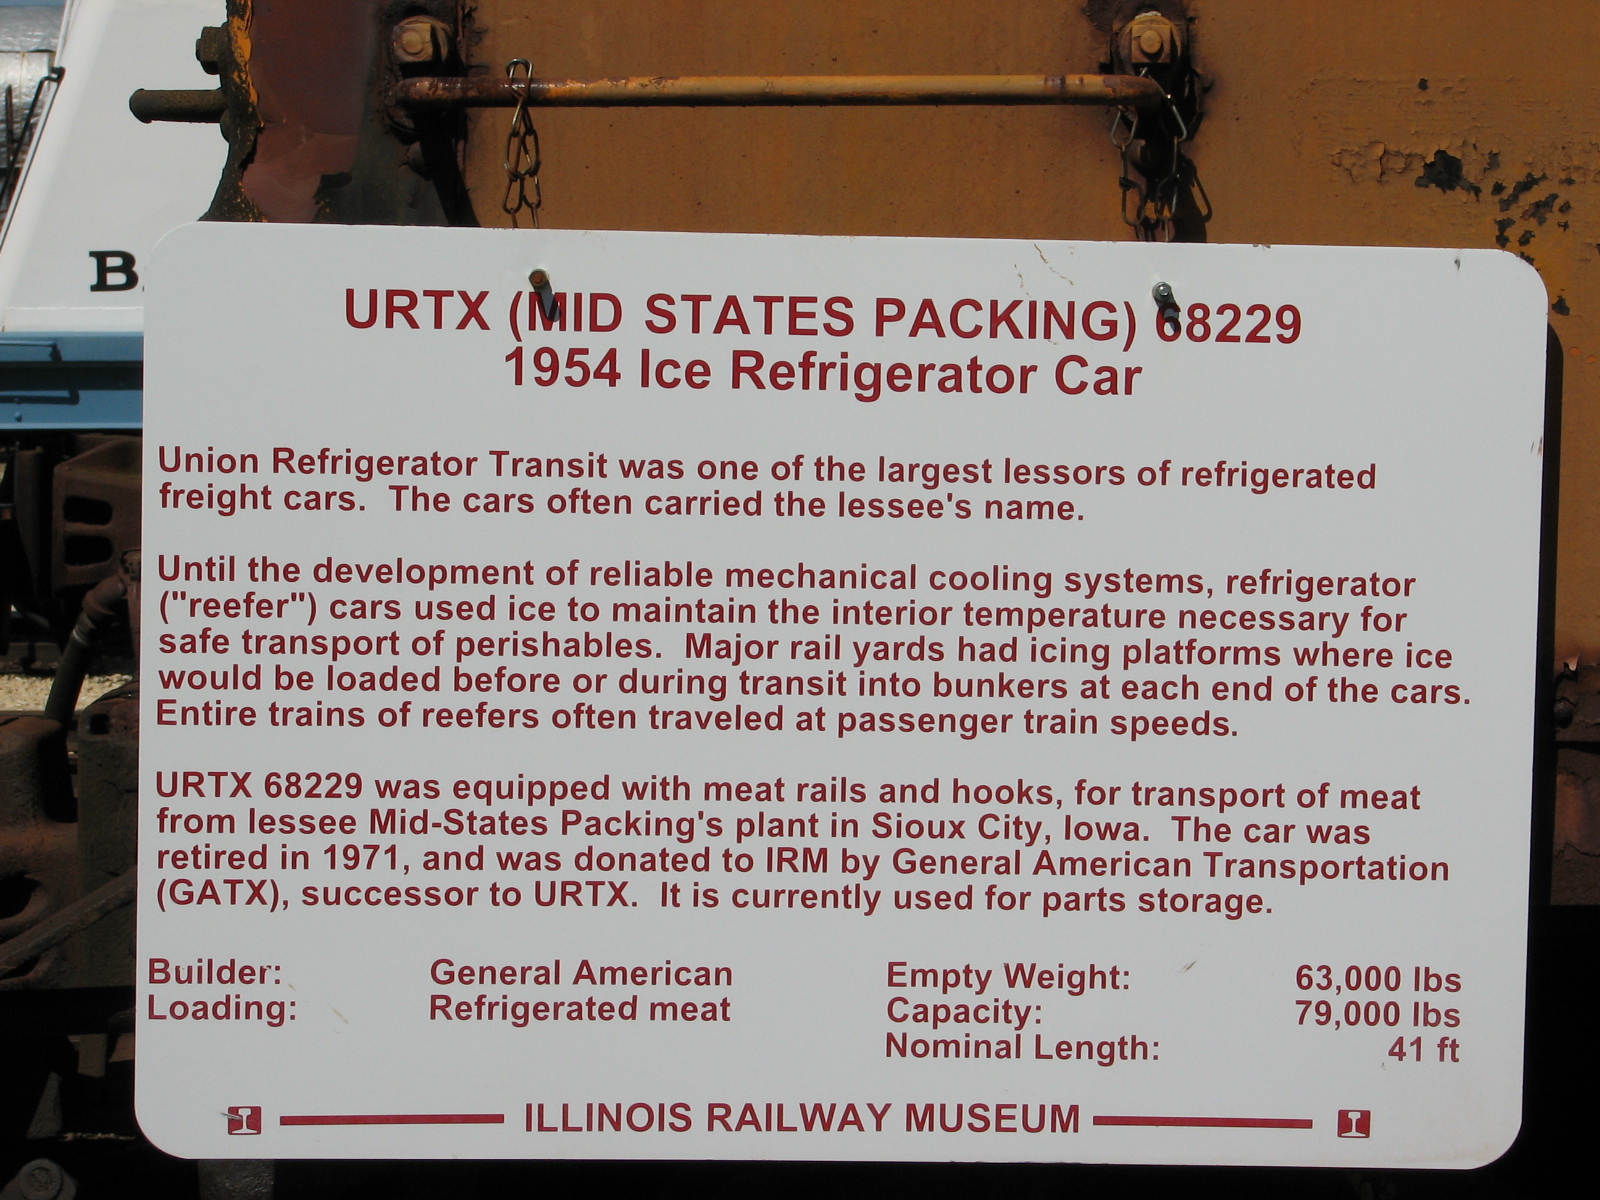 B
URTX (MID STATES PACKING) 68229
1954 Ice Refrigerator Car
Union Refrigerator Transit was one of the largest lessors of refrigerated
freight cars.  The cars often carried the lessee's name.
Until the development of reliable mechanical cooling systems, refrigerator
("reefer") cars used ice to maintain the interior temperature necessary for
safe transport of perishables.  Major rail yards had icing platforms where ice
would be loaded before or during transit into bunkers at each end of the cars.
Entire trains of reefers often traveled at passenger train speeds.
URTX 68229 was equipped with meat rails and hooks, for transport of meat
from lessee Mid-States Packing's plant in Sioux City, Iowa.  The car was
retired in 1971, and was donated to IRM by General American Transportation
(GATX), successor to URTX.  It is currently used for parts storage.
Builder: General American Empty Weight: 63,000 lbs
Loading: Refrigerated meat Capacity: 79,000 lbs
Nominal Length: 41 ft
ILLINOIS RAILWAY MUSEUM